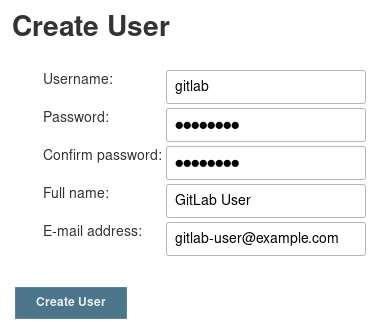 Create User
Username: gitlab
Password: ●●●●●●●●
Confirm password: ●●●●●●●●
Full name: GitLab User
E-mail address: gitlab-user@example.com
Create User